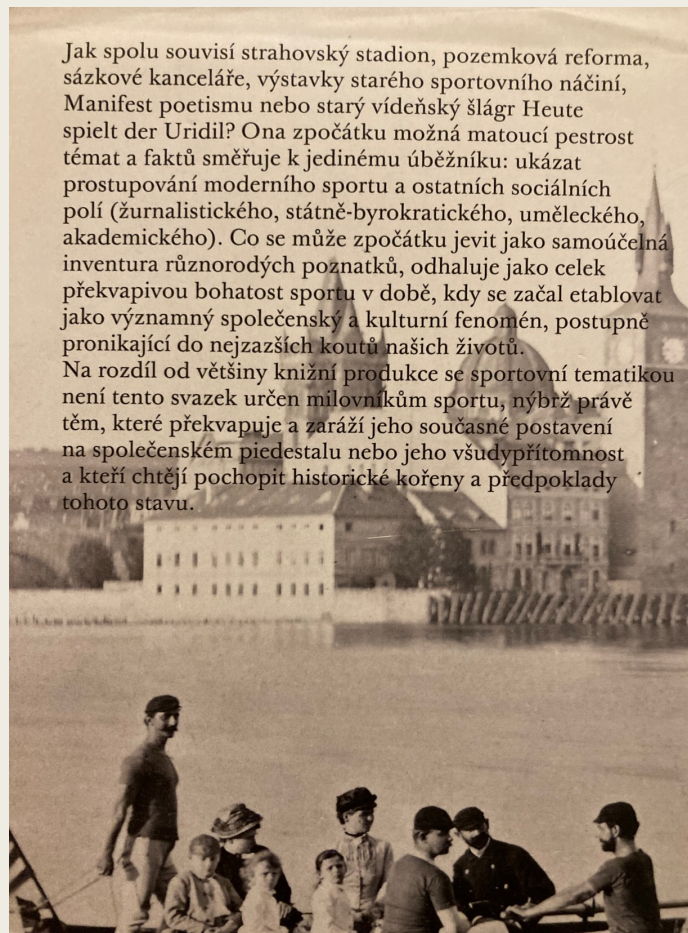 Jak spolu souvisí strahovský stadion, pozemková reforma,
sázkové kanceláře, výstavky starého sportovního náčiní,
Manifest poetismu nebo starý vídeňský šlágr Heute
spielt der Uridil? Ona zpočátku možná matoucí pestrost
témat a faktů směřuje k jedinému úběžníku: ukázat
prostupování moderního sportu a ostatních sociálních
polí (žurnalistického, státně-byrokratického, uměleckého,
akademického). Co se může zpočátku jevit jako samoúčelná
inventura různorodých poznatků, odhaluje jako celek
překvapivou bohatost sportu v době, kdy se začal etablovat
jako významný společenský a kulturní fenomén, postupně
pronikající do nejzazších koutů našich životů.
Na rozdíl od většiny knižní produkce se sportovní tematikou
není tento svazek určen milovníkům sportu, nýbrž právě
těm, které překvapuje a zaráží jeho současné postavení
na společenském piedestalu nebo jeho všudypřítomnost
a kteří chtějí pochopit historické kořeny a předpoklady
tohoto stavu.